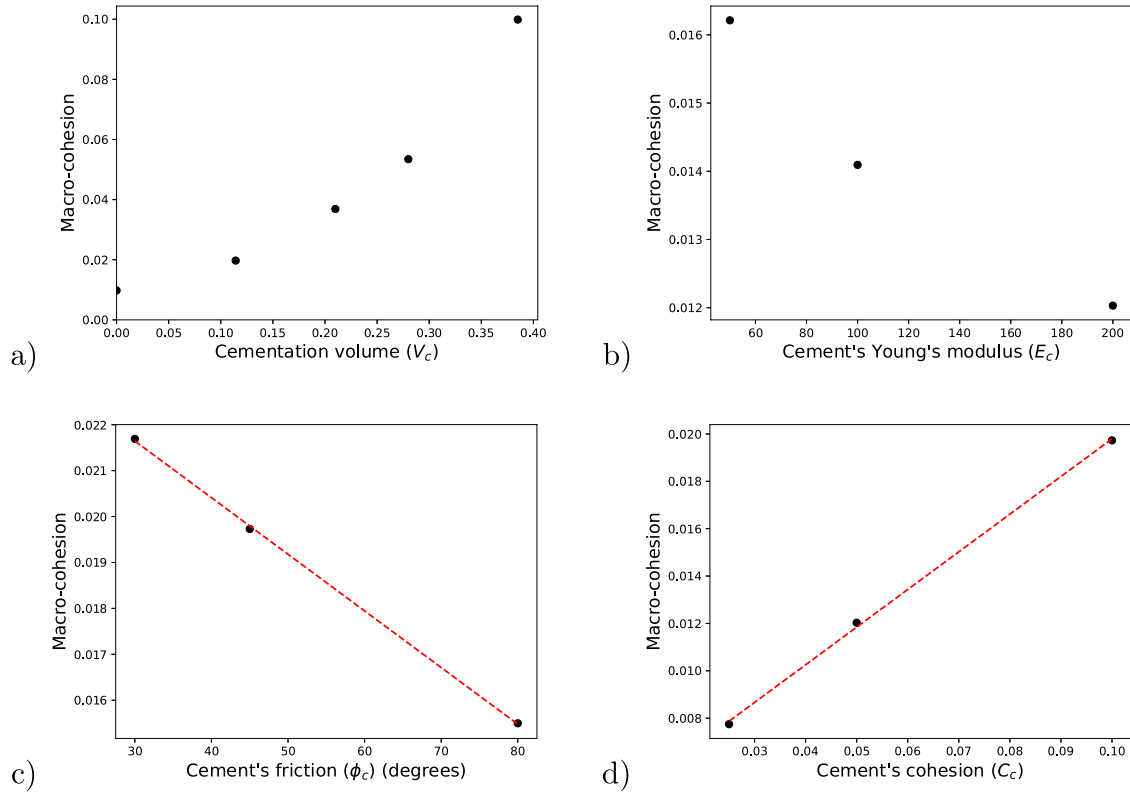 0.10
0.08
0.06
0.04
0.02
0.00
Macro-cohesion
0.00 0.05 0.10 0.15 0.20 0.25 0.30 0.35 0.40
Cementation volume (V_c)
a)
0.016
0.015
0.014
0.013
0.012
Macro-cohesion
60 80 100 120 140 160 180 200
Cement's Young's modulus (E_c)
b)
0.022
0.021
0.020
0.019
0.018
0.017
0.016
Macro-cohesion
30 40 50 60 70 80
Cement's friction (ϕ_c) (degrees)
c)
0.020
0.018
0.016
0.014
0.012
0.010
0.008
Macro-cohesion
0.03 0.04 0.05 0.06 0.07 0.08 0.09 0.10
Cement's cohesion (C_c)
d)